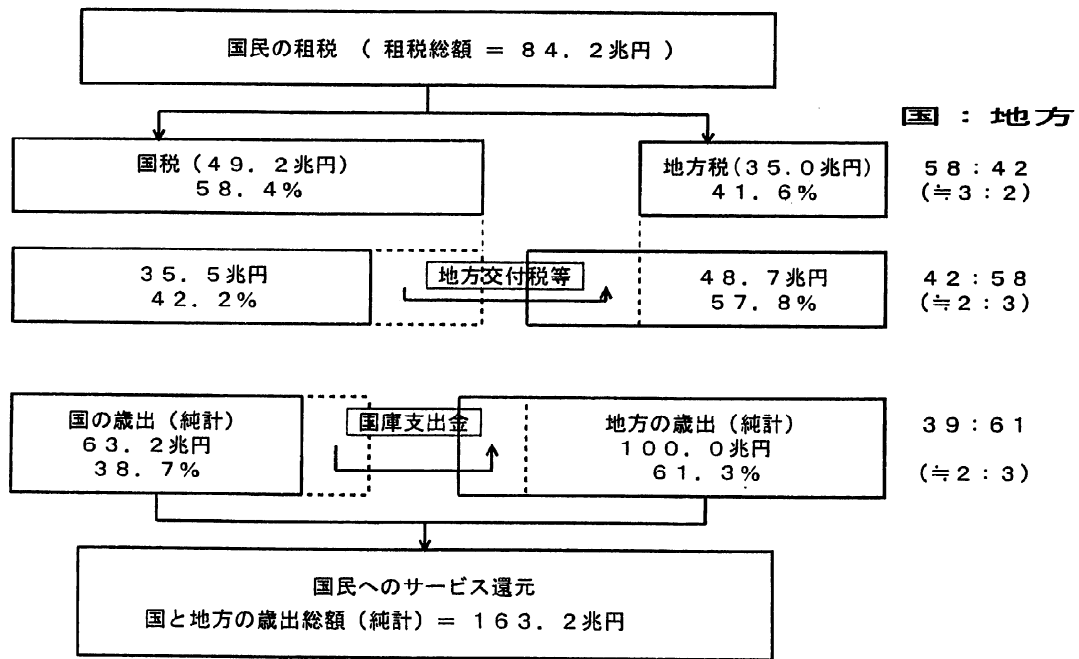 国民の租税 （ 租税総額 ＝ ８４．２兆円 ）
国：地方
国税（４９．２兆円）
５８．４％
地方税（３５．０兆円）
４１．６％
５８：４２
（≒３：２）
３５．５兆円
４２．２％
地方交付税等
４８．７兆円
５７．８％
４２：５８
（≒２：３）
国の歳出（純計）
６３．２兆円
３８．７％
国庫支出金
地方の歳出（純計）
１００．０兆円
６１．３％
３９：６１
（≒２：３）
国民へのサービス還元
国と地方の歳出総額（純計）＝ １６３．２兆円